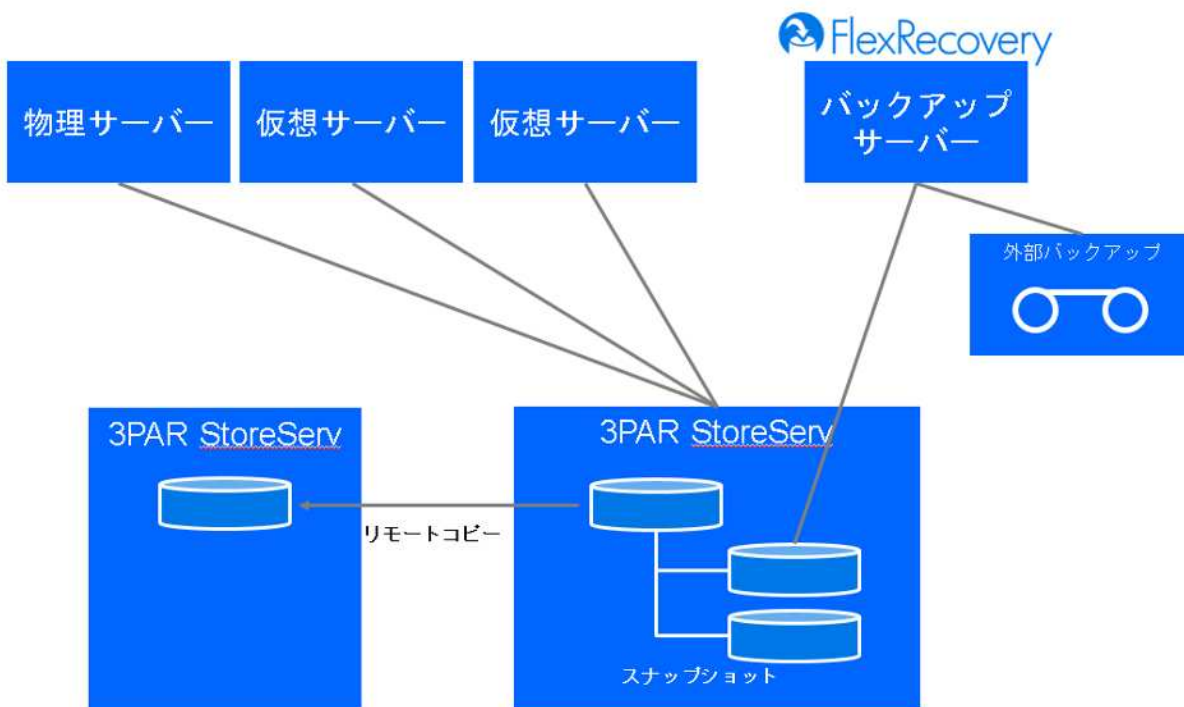 FlexRecovery
物理サーバー
仮想サーバー
仮想サーバー
バックアップ
サーバー
外部バックアップ
3PAR StoreServ
3PAR StoreServ
リモートコピー
スナップショット